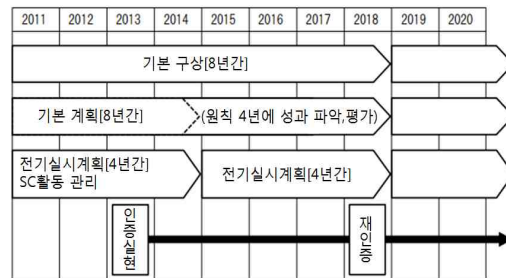 2011 2012 2013 2014 2015 2016 2017 2018 2019 2020
기본 구상[8년간]
기본 계획[8년간] (원칙 4년에 성과 파악,평가)
전기실시계획[4년간]
SC활동 관리
전기실시계획[4년간]
인증실현
재인증